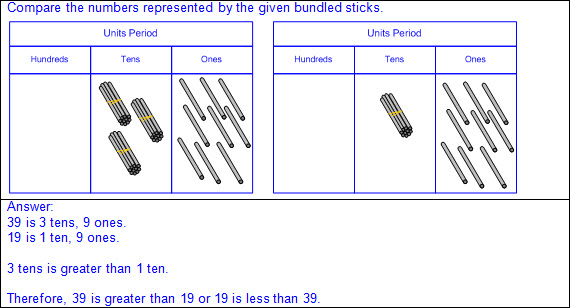 Compare the numbers represented by the given bundled sticks.
Units Period
Hundreds Tens Ones
Units Period
Hundreds Tens Ones
Answer:
39 is 3 tens, 9 ones.
19 is 1 ten, 9 ones.
3 tens is greater than 1 ten.
Therefore, 39 is greater than 19 or 19 is less than 39.